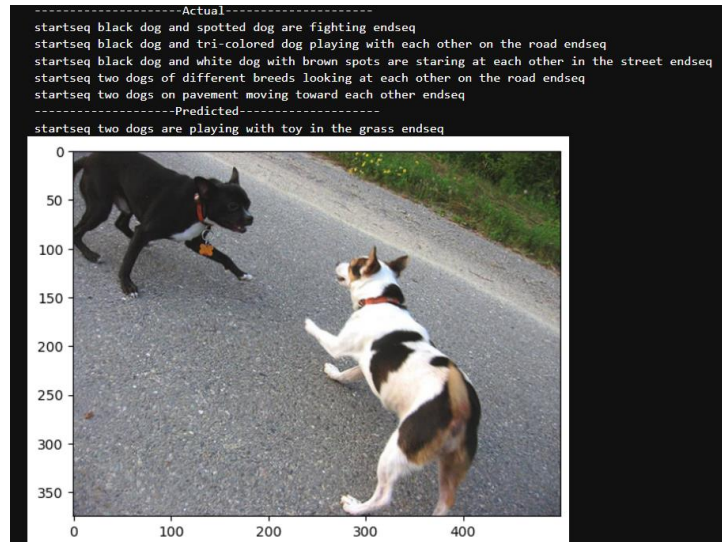 ---------------------Actual---------------------
startseq black dog and spotted dog are fighting endseq
startseq black dog and tri-colored dog playing with each other on the road endseq
startseq black dog and white dog with brown spots are staring at each other in the street endseq
startseq two dogs of different breeds looking at each other on the road endseq
startseq two dogs on pavement moving toward each other endseq
--------------------Predicted--------------------
startseq two dogs are playing with toy in the grass endseq
0
50
100
150
200
250
300
350
0 100 200 300 400